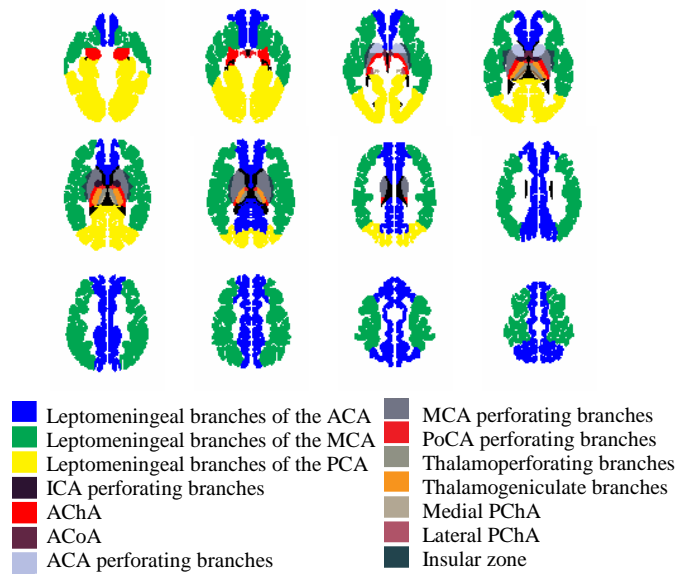 Leptomeningeal branches of the ACA
Leptomeningeal branches of the MCA
Leptomeningeal branches of the PCA
ICA perforating branches
AChA
ACoA
ACA perforating branches
MCA perforating branches
PoCA perforating branches
Thalamoperforating branches
Thalamogeniculate branches
Medial PChA
Lateral PChA
Insular zone